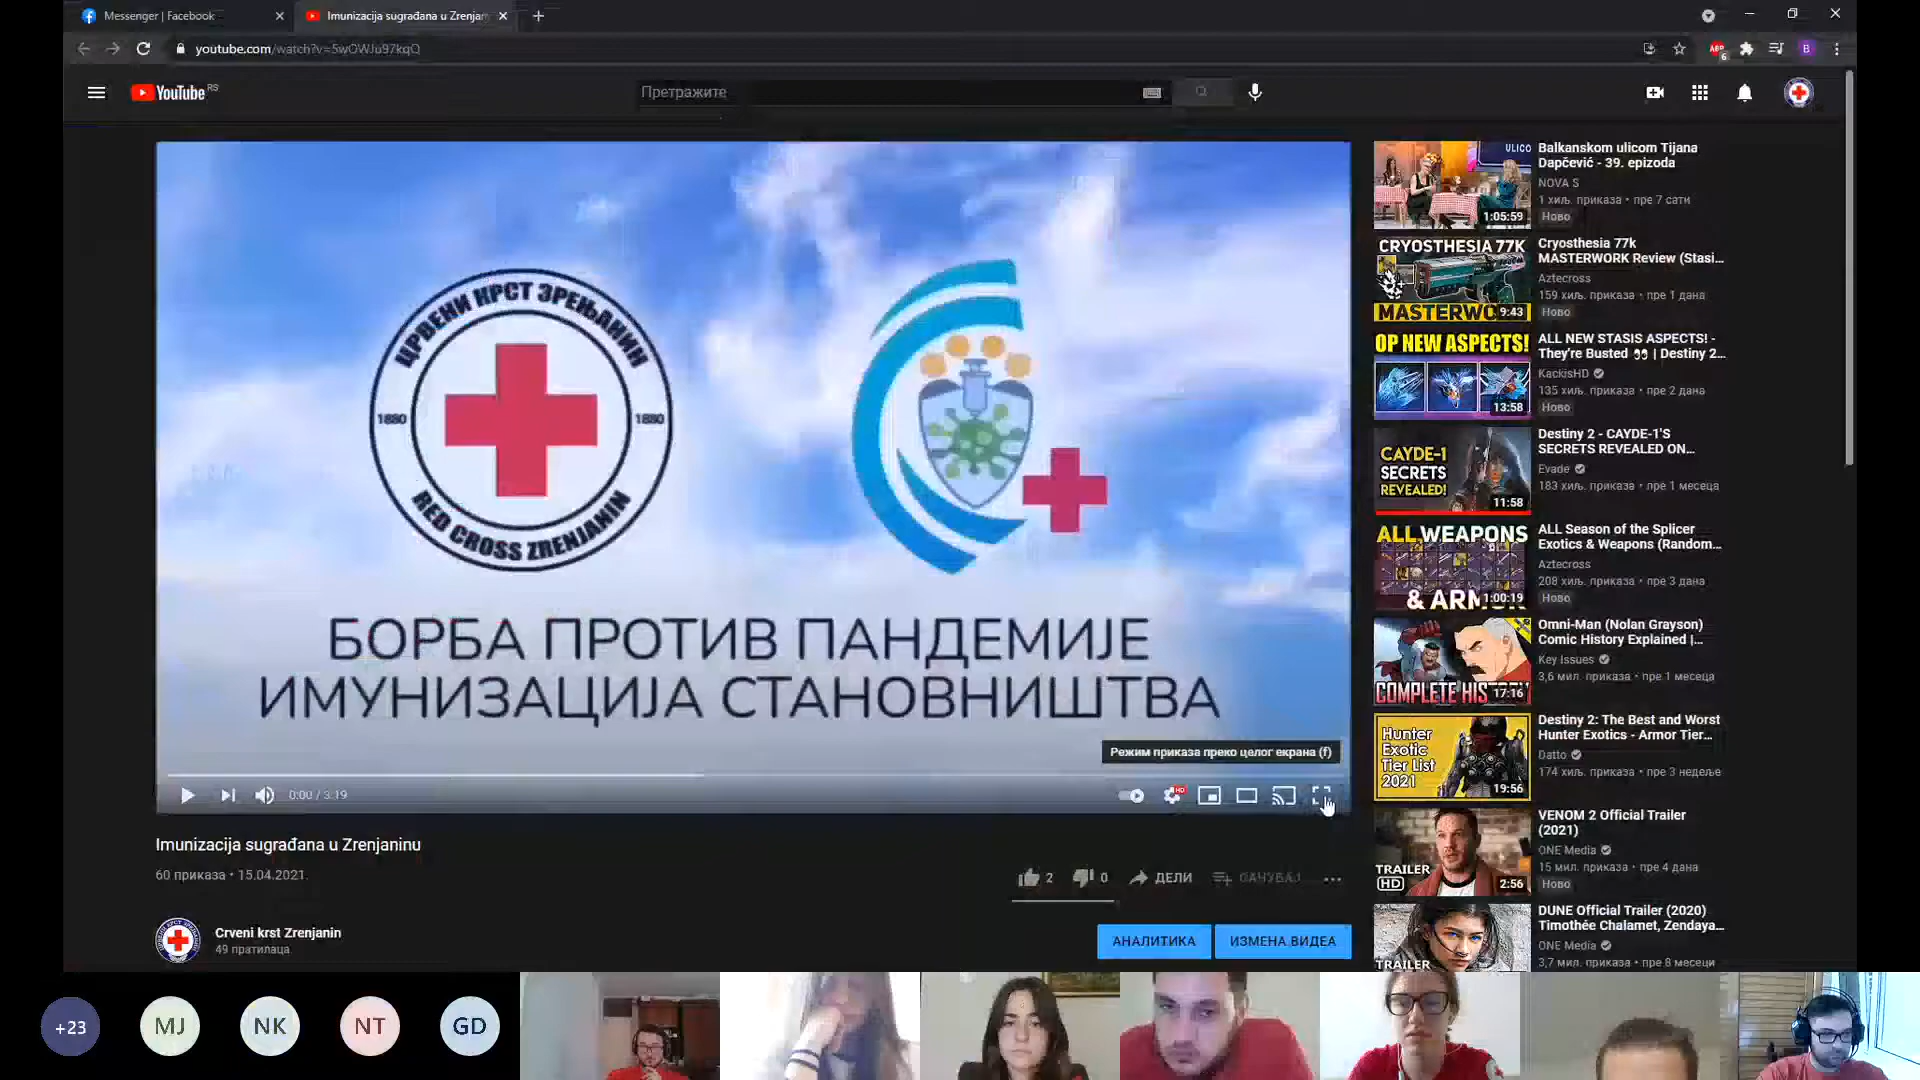 Messenger | Facebook
Imunizacija sugrađana u Zrenjan
youtube.com/watch?v=5wOWJu97kqQ
ABP
6
B
YouTube RS
Претражите
ЦРВЕНИ КРСТ ЗРЕЊАНИН
1880
1880
RED CROSS ZRENJANIN
БОРБА ПРОТИВ ПАНДЕМИЈЕ
ИМУНИЗАЦИЈА СТАНОВНИШТВА
Режим приказа преко целог екрана (f)
0:00 / 3:19
HD
Imunizacija sugrađana u Zrenjaninu
60 приказа • 15.04.2021.
2
0
ДЕЛИ
САЧУВАЈ
Crveni krst Zrenjanin
49 пратилаца
АНАЛИТИКА
ИЗМЕНА ВИДЕА
ULICO
1:05:59
Balkanskom ulicom Tijana
Dapčević - 39. epizoda
NOVA S
1 хиљ. приказа • пре 7 сати
Ново
CRYOSTHESIA 77K
MASTERWO
9:43
Cryosthesia 77k
MASTERWORK Review (Stasi...
Aztecross
159 хиљ. приказа • пре 1 дана
Ново
OP NEW ASPECTS!
13:58
ALL NEW STASIS ASPECTS! -
They're Busted 👀 | Destiny 2...
KackisHD
135 хиљ. приказа • пре 2 дана
Ново
CAYDE-1
SECRETS
REVEALED!
11:58
Destiny 2 - CAYDE-1'S
SECRETS REVEALED ON...
Evade
183 хиљ. приказа • пре 1 месеца
ALL WEAPONS
& ARM
1:00:19
ALL Season of the Splicer
Exotics & Weapons (Random...
Aztecross
208 хиљ. приказа • пре 3 дана
Ново
COMPLETE HISTORY
17:16
Omni-Man (Nolan Grayson)
Comic History Explained |...
Key Issues
3,6 мил. приказа • пре 1 месеца
Hunter
Exotic
Tier List
2021
19:56
Destiny 2: The Best and Worst
Hunter Exotics - Armor Tier...
Datto
174 хиљ. приказа • пре 3 недеље
TRAILER
HD
2:56
VENOM 2 Official Trailer
(2021)
ONE Media
15 мил. приказа • пре 4 дана
Ново
TRAILER
DUNE Official Trailer (2020)
Timothée Chalamet, Zendaya...
ONE Media
3,7 мил. приказа • пре 8 месеци
+23
MJ
NK
NT
GD